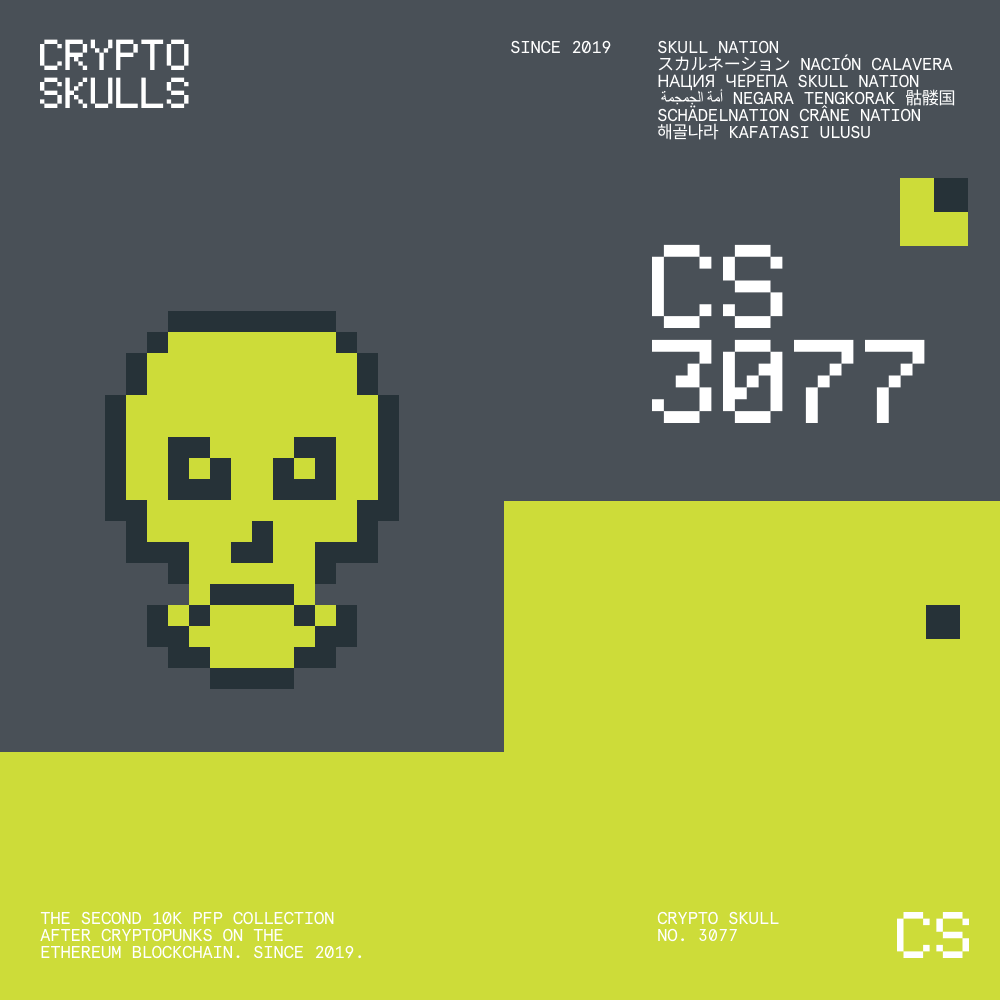 CRYPTO
SKULLS
SINCE 2019
SKULL NATION
スカルネーション NACIÓN CALAVERA
НАЦИЯ ЧЕРЕПА SKULL NATION
أمة الجمجمة NEGARA TENGKORAK 骷髅国
SCHÄDELNATION CRÂNE NATION
해골나라 KAFATASI ULUSU
CS
3077
THE SECOND 10K PFP COLLECTION
AFTER CRYPTOPUNKS ON THE
ETHEREUM BLOCKCHAIN. SINCE 2019.
CRYPTO SKULL
NO. 3077
CS